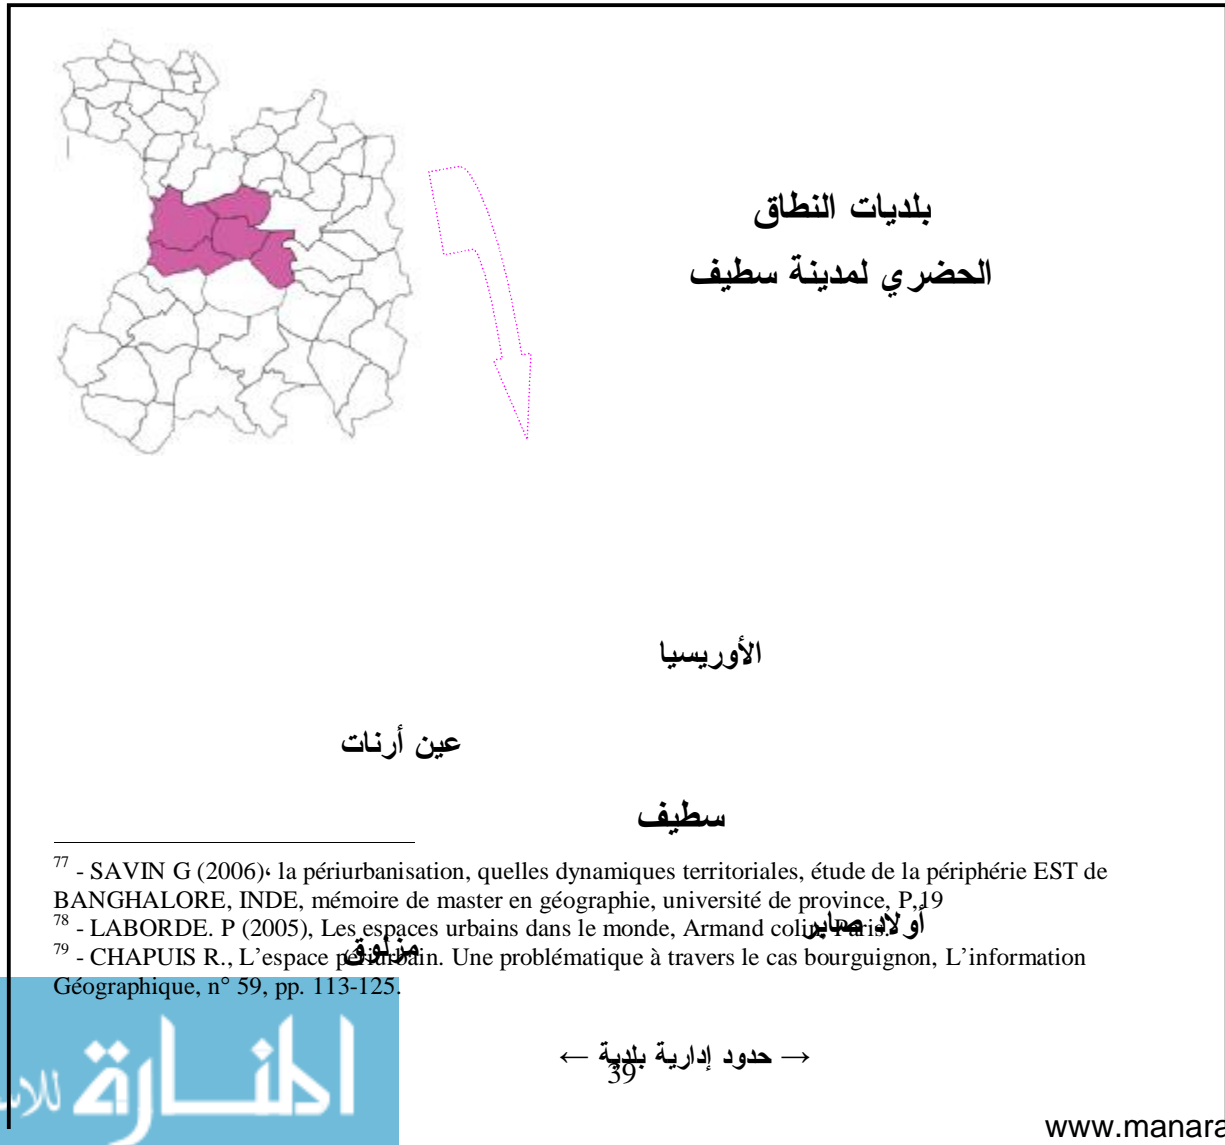 بلديات النطاق
الحضري لمدينة سطيف
الأوريسيا
عين أرنات
سطيف
77 - SAVIN G (2006)، la périurbanisation, quelles dynamiques territoriales, étude de la périphérie EST de
BANGHALORE, INDE, mémoire de master en géographie, université de province, P,19
أولاد صابر
78 - LABORDE. P (2005), Les espaces urbains dans le monde, Armand colin, Paris.
مزلوق
79 - CHAPUIS R., L'espace périurbain. Une problématique à travers le cas bourguignon, L'information
Géographique, n° 59, pp. 113-125.
→ حدود إدارية بلدية ←
39
المنارة
www.manara